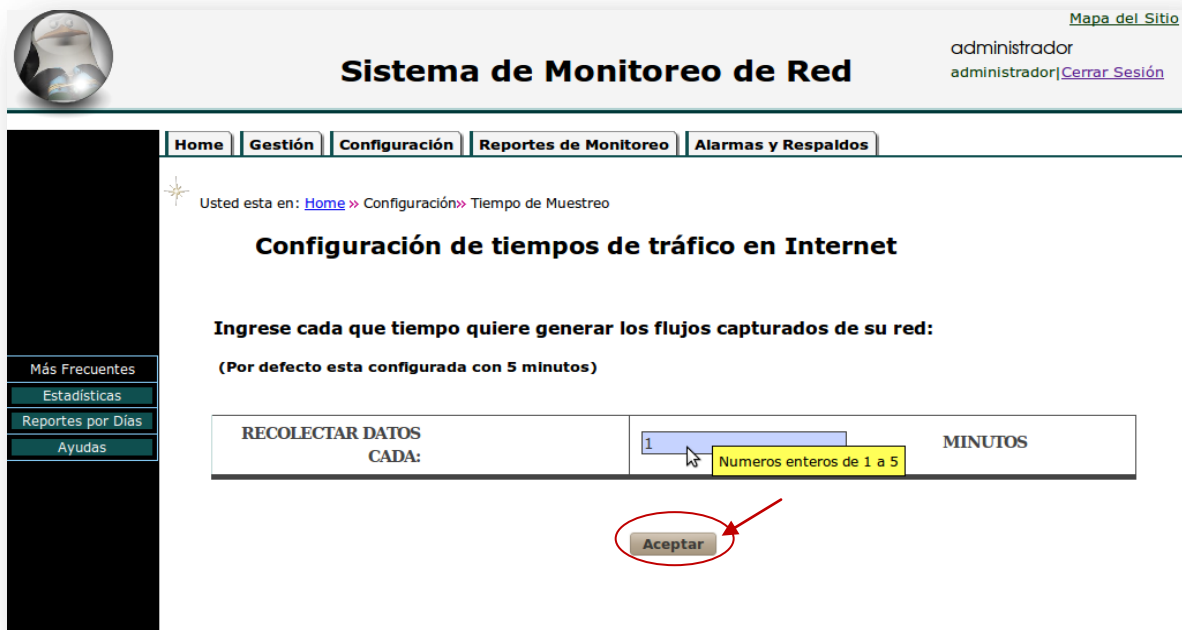 Mapa del Sitio
administrador
Sistema de Monitoreo de Red
administrador|Cerrar Sesión
Home
Gestión
Configuración
Reportes de Monitoreo
Alarmas y Respaldos
Usted esta en: Home » Configuración» Tiempo de Muestreo
Configuración de tiempos de tráfico en Internet
Ingrese cada que tiempo quiere generar los flujos capturados de su red:
(Por defecto esta configurada con 5 minutos)
Más Frecuentes
Estadísticas
Reportes por Días
Ayudas
RECOLECTAR DATOS
CADA:
1
MINUTOS
Numeros enteros de 1 a 5
Aceptar